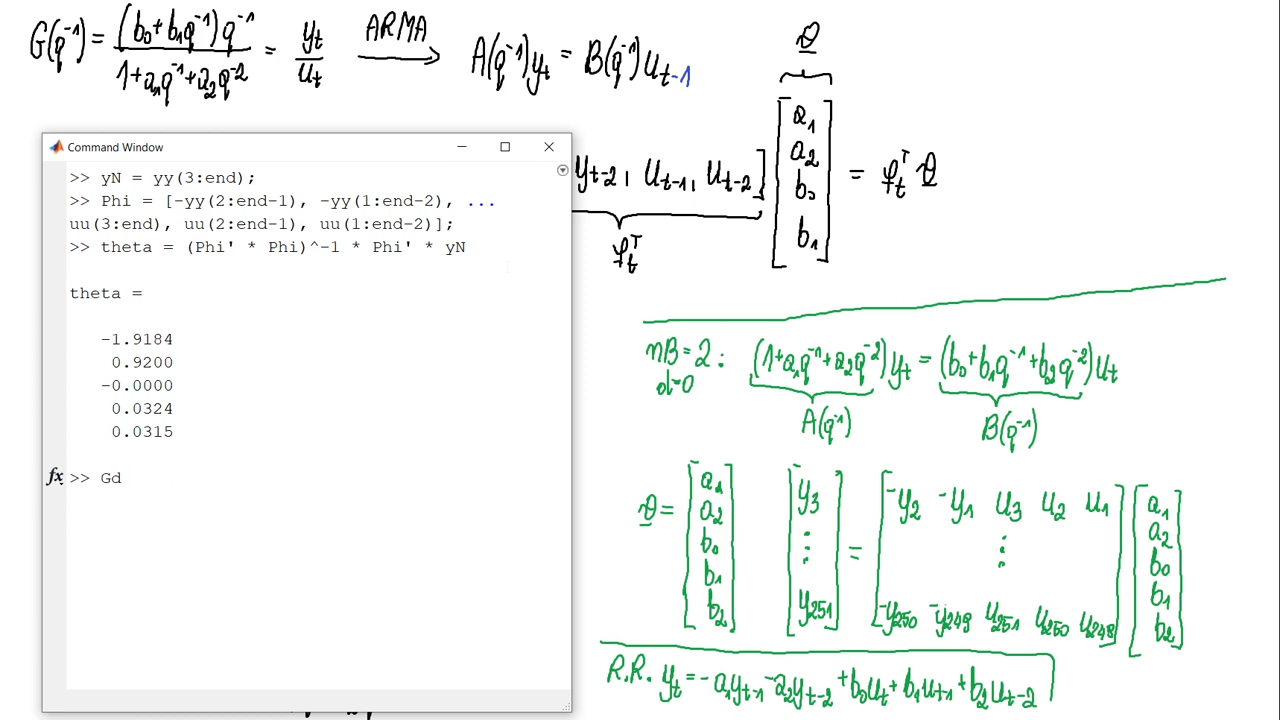 G(q⁻¹) = (b₀+b₁q⁻¹)q⁻¹ / 1+a₁q⁻¹+a₂q⁻² = yₜ / uₜ ARMA → A(q⁻¹)yₜ = B(q⁻¹)uₜ₋₁
ϑ
yₜ₋₂, uₜ₋₁, uₜ₋₂] [a₁ a₂ b₀ b₁] = φₜᵀ ϑ
φₜᵀ
Command Window
>> yN = yy(3:end);
>> Phi = [-yy(2:end-1), -yy(1:end-2), ...
uu(3:end), uu(2:end-1), uu(1:end-2)];
>> theta = (Phi' * Phi)^-1 * Phi' * yN
theta =
-1.9184
0.9200
-0.0000
0.0324
0.0315
fx >> Gd
nB=2: (1+a₁q⁻¹+a₂q⁻²)yₜ = (b₀+b₁q⁻¹+b₂q⁻²)uₜ
d=0
A(q⁻¹) B(q⁻¹)
ϑ = [a₁ a₂ b₀ b₁ b₂]
[y₃ ⋮ y₂₅₁] = [-y₂ -y₁ u₃ u₂ u₁ ⋮ -y₂₅₀ -y₂₄₉ u₂₅₁ u₂₅₀ u₂₄₉] [a₁ a₂ b₀ b₁ b₂]
R.R. yₜ = -a₁yₜ₋₁ -a₂yₜ₋₂ +b₀uₜ + b₁uₜ₋₁ + b₂uₜ₋₂